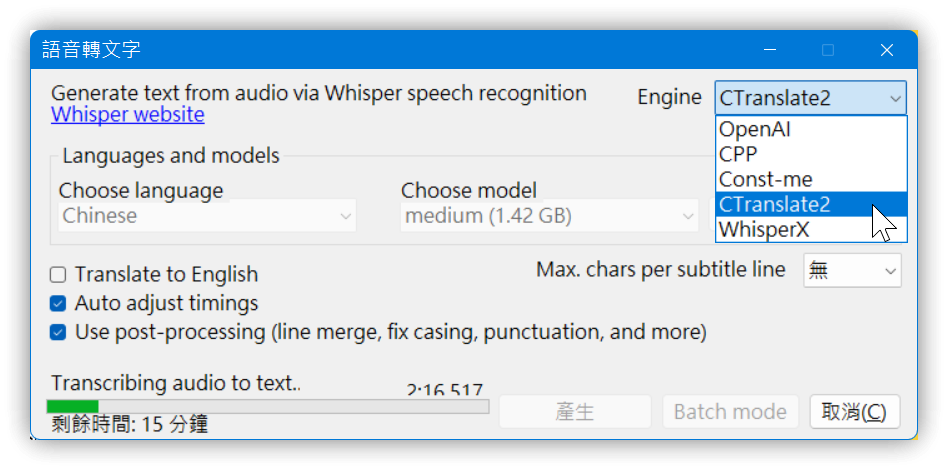 語音轉文字
Generate text from audio via Whisper speech recognition
Whisper website
Engine
CTranslate2
OpenAI
CPP
Const-me
CTranslate2
WhisperX
Languages and models
Choose language
Chinese
Choose model
medium (1.42 GB)
Translate to English
Max. chars per subtitle line
無
Auto adjust timings
Use post-processing (line merge, fix casing, punctuation, and more)
Transcribing audio to text..
2:16.517
剩餘時間: 15 分鐘
產生
Batch mode
取消(C)